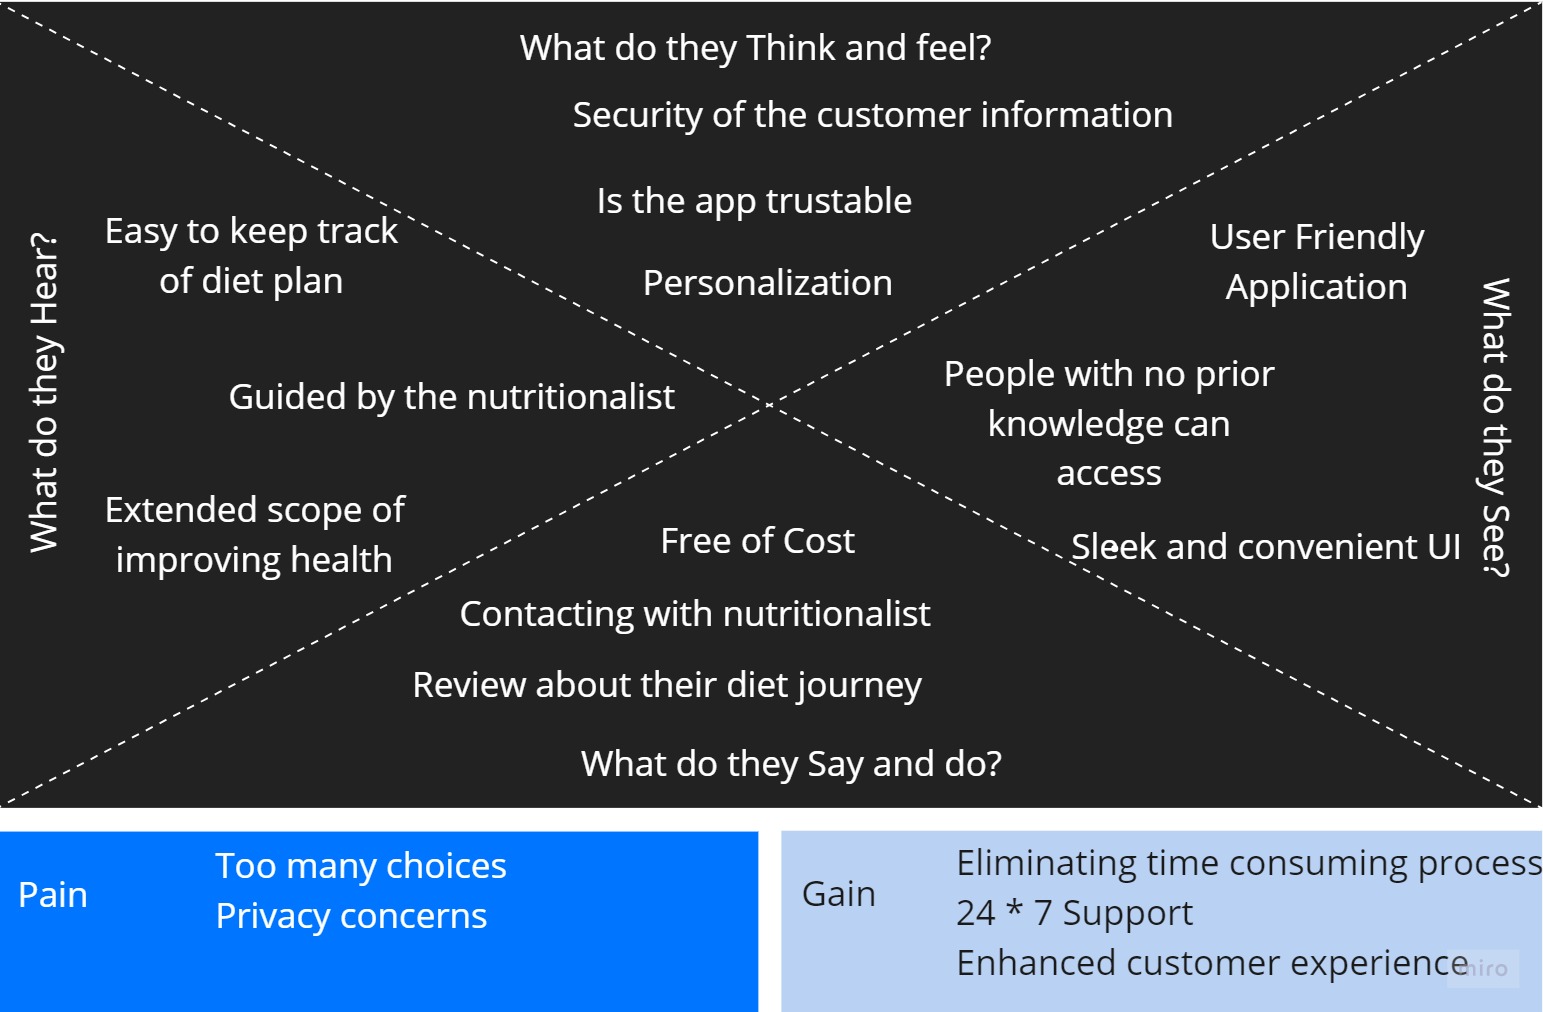 What do they Think and feel?
Security of the customer information
Is the app trustable
Personalization
What do they Hear?
Easy to keep track
of diet plan
Guided by the nutritionalist
Extended scope of
improving health
User Friendly
Application
People with no prior
knowledge can
access
Sleek and convenient UI
What do they See?
Free of Cost
Contacting with nutritionalist
Review about their diet journey
What do they Say and do?
Pain
Too many choices
Privacy concerns
Gain
Eliminating time consuming process
24 * 7 Support
Enhanced customer experience
miro